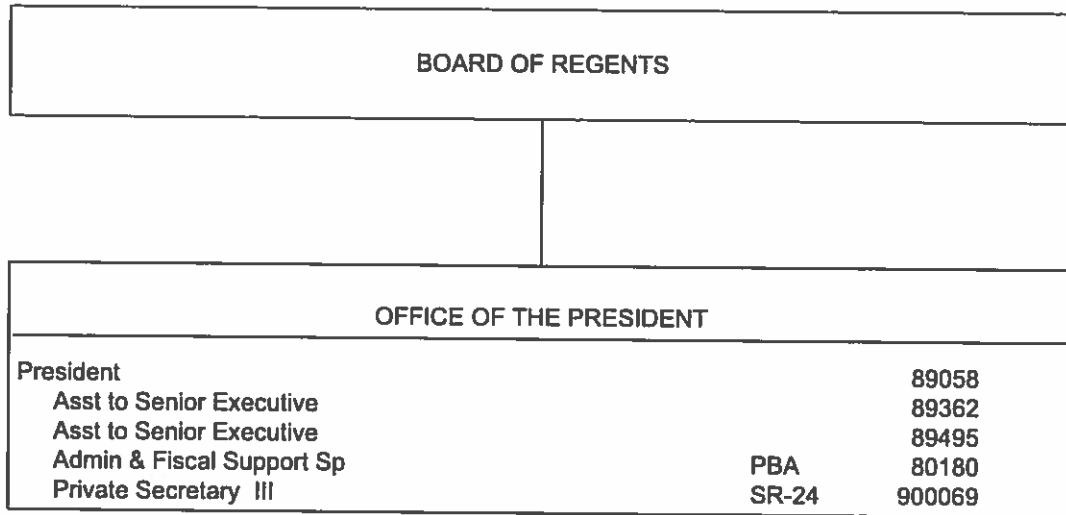 BOARD OF REGENTS
OFFICE OF THE PRESIDENT
President 89058
Asst to Senior Executive 89362
Asst to Senior Executive 89495
Admin & Fiscal Support Sp PBA 80180
Private Secretary III SR-24 900069